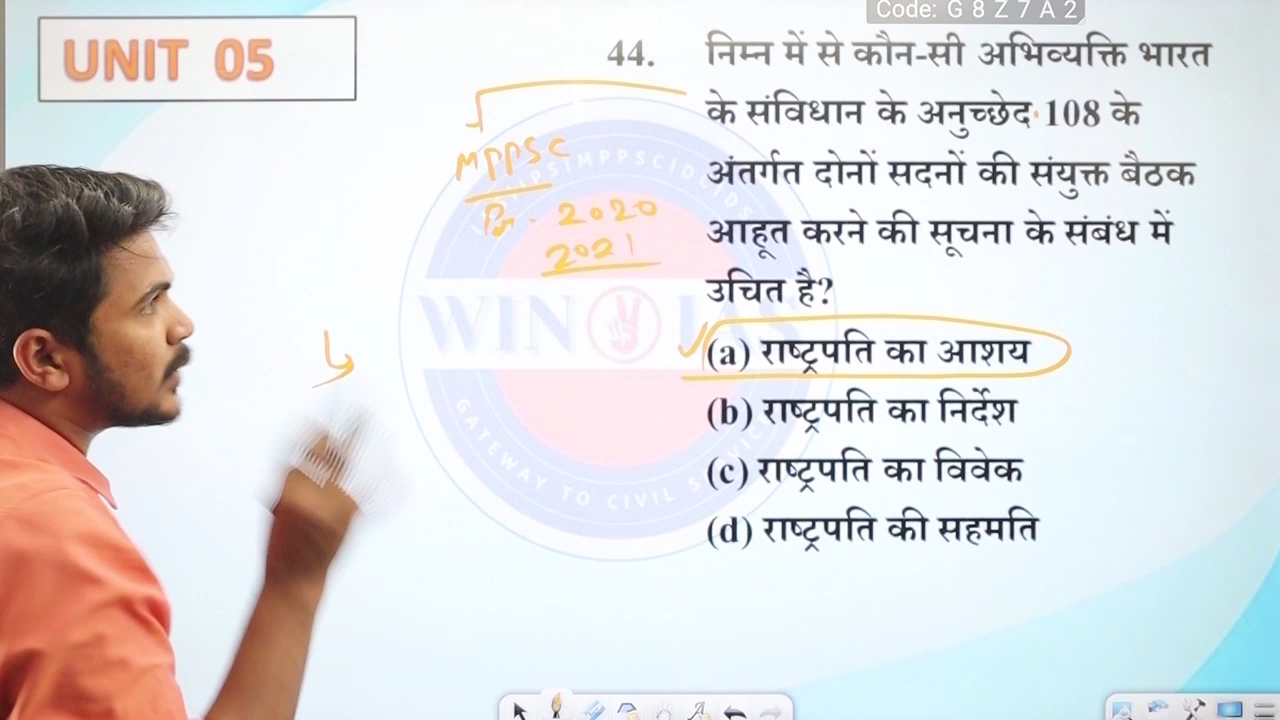 Code: G 8 Z 7 A 2
UNIT 05
44. निम्न में से कौन-सी अभिव्यक्ति भारत
के संविधान के अनुच्छेद 108 के
अंतर्गत दोनों सदनों की संयुक्त बैठक
आहूत करने की सूचना के संबंध में
उचित है?
(a) राष्ट्रपति का आशय
(b) राष्ट्रपति का निर्देश
(c) राष्ट्रपति का विवेक
(d) राष्ट्रपति की सहमति
MPPSC
2020
2021
WIN IAS
MPPSC
GATEWAY TO CIVIL